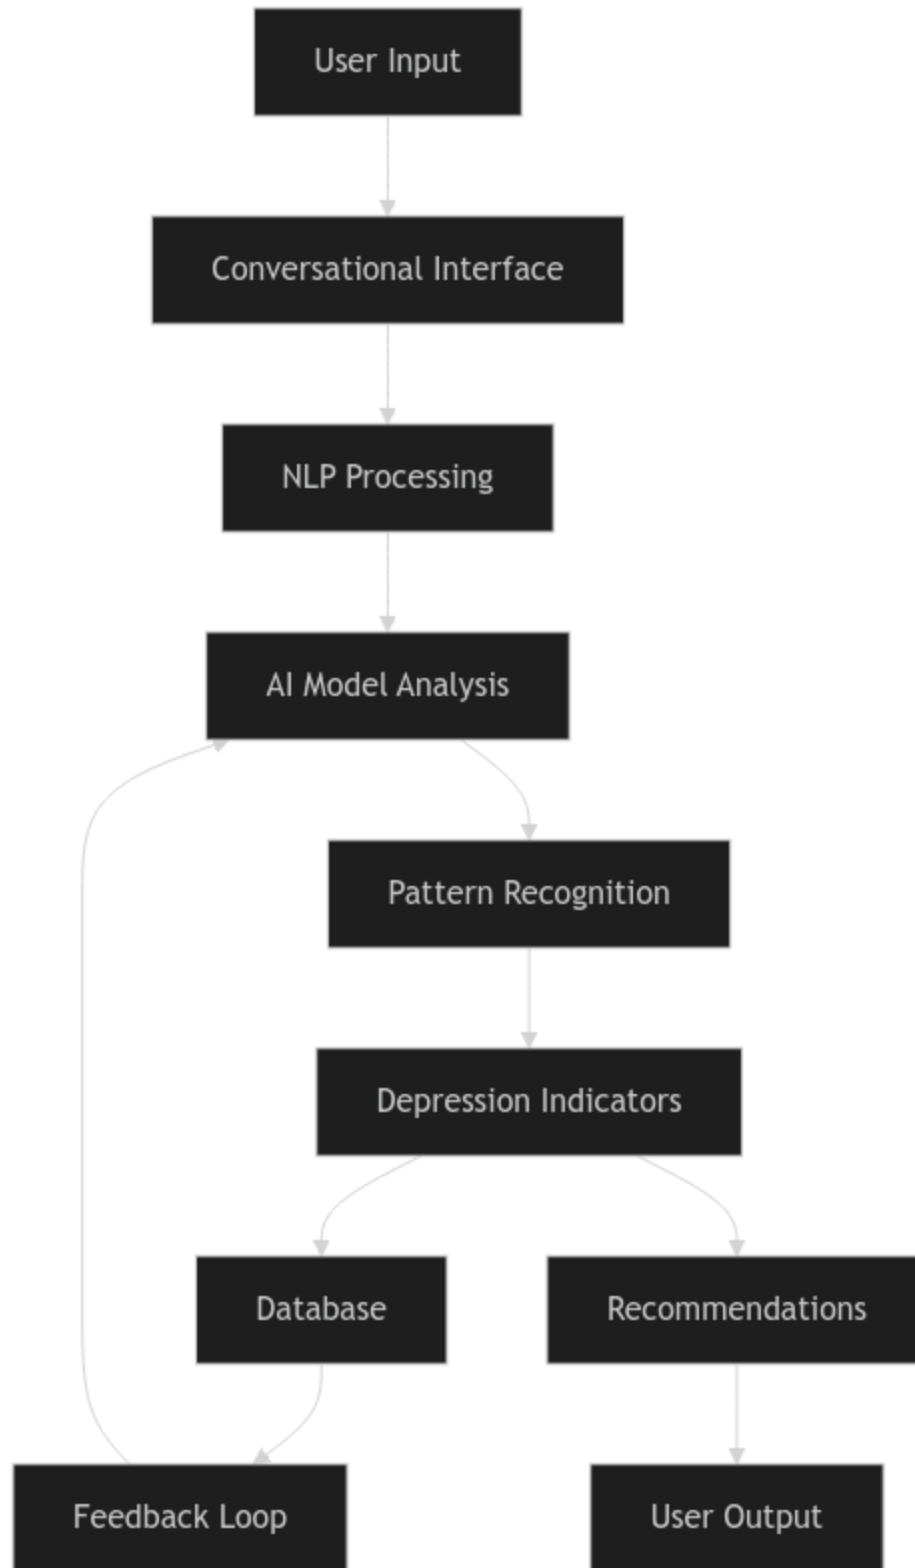 User Input
Conversational Interface
NLP Processing
AI Model Analysis
Pattern Recognition
Depression Indicators
Database
Recommendations
Feedback Loop
User Output